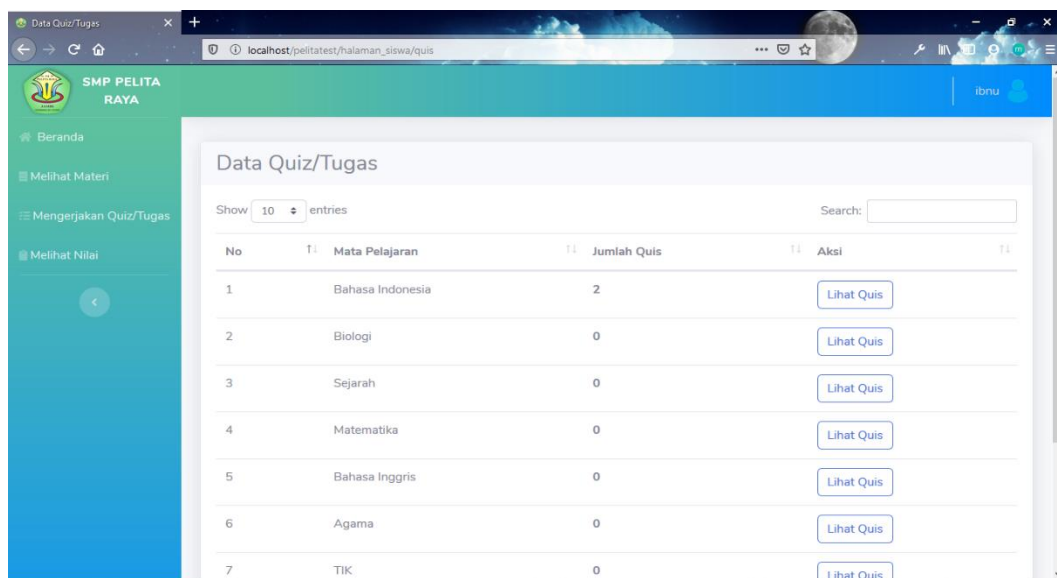 Data Quiz/Tugas
localhost/pelitatest/halaman_siswa/quis
SMP PELITA
RAYA
ibnu
Beranda
Melihat Materi
Mengerjakan Quiz/Tugas
Melihat Nilai
Data Quiz/Tugas
Show 10 entries Search:
No Mata Pelajaran Jumlah Quis Aksi
1 Bahasa Indonesia 2 Lihat Quis
2 Biologi 0 Lihat Quis
3 Sejarah 0 Lihat Quis
4 Matematika 0 Lihat Quis
5 Bahasa Inggris 0 Lihat Quis
6 Agama 0 Lihat Quis
7 TIK 0 Lihat Quis